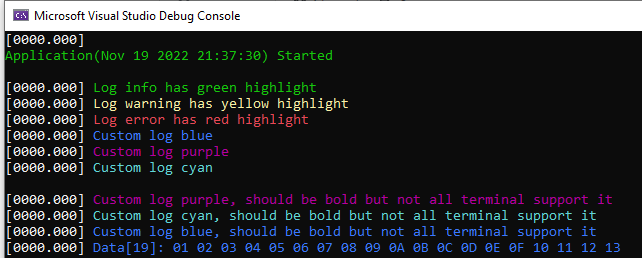 Microsoft Visual Studio Debug Console
[0000.000]
Application(Nov 19 2022 21:37:30) Started
[0000.000] Log info has green highlight
[0000.000] Log warning has yellow highlight
[0000.000] Log error has red highlight
[0000.000] Custom log blue
[0000.000] Custom log purple
[0000.000] Custom log cyan
[0000.000] Custom log purple, should be bold but not all terminal support it
[0000.000] Custom log cyan, should be bold but not all terminal support it
[0000.000] Custom log blue, should be bold but not all terminal support it
[0000.000] Data[19]: 01 02 03 04 05 06 07 08 09 0A 0B 0C 0D 0E 0F 10 11 12 13